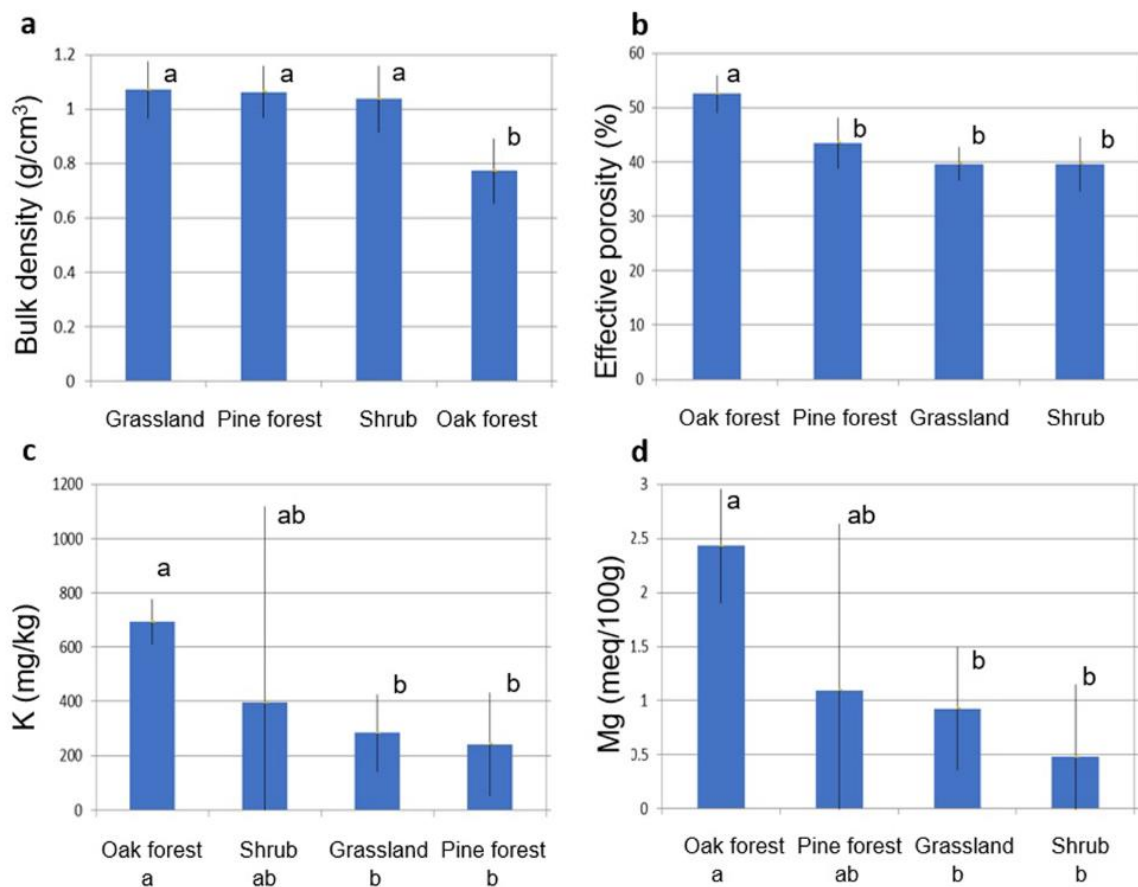 a
Bulk density (g/cm³)
1.2
1
0.8
0.6
0.4
0.2
0
a
a
a
b
Grassland Pine forest Shrub Oak forest
b
Effective porosity (%)
60
50
40
30
20
10
0
a
b
b
b
Oak forest Pine forest Grassland Shrub
c
K (mg/kg)
1200
1000
800
600
400
200
0
a
ab
b
b
Oak forest Shrub Grassland Pine forest
a ab b b
d
Mg (meq/100g)
3
2.5
2
1.5
1
0.5
0
a
ab
b
b
Oak forest Pine forest Grassland Shrub
a ab b b